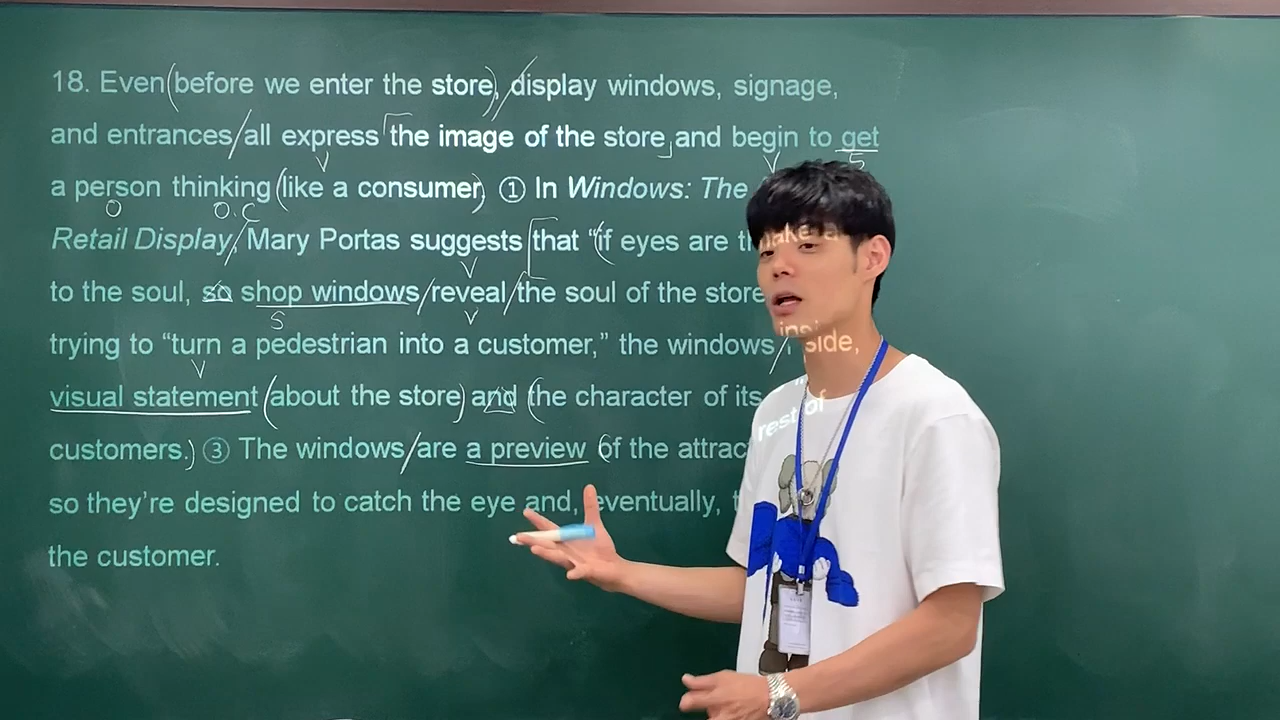 18. Even (before we enter the store), / display windows, signage,
and entrances / all express the image of the store, and begin to get
V V 5
a person thinking (like a consumer) ① In Windows: The
O O.C
Retail Display, / Mary Portas suggests [that “(if eyes are
V
to the soul, so shop windows / reveal / the soul of the store
S V
trying to “turn a pedestrian into a customer,” the windows / side,
V
visual statement (about the store) and (the character of its rest of
customers.) ③ The windows / are a preview (of the
so they’re designed to catch the eye and, eventually,
the customer.